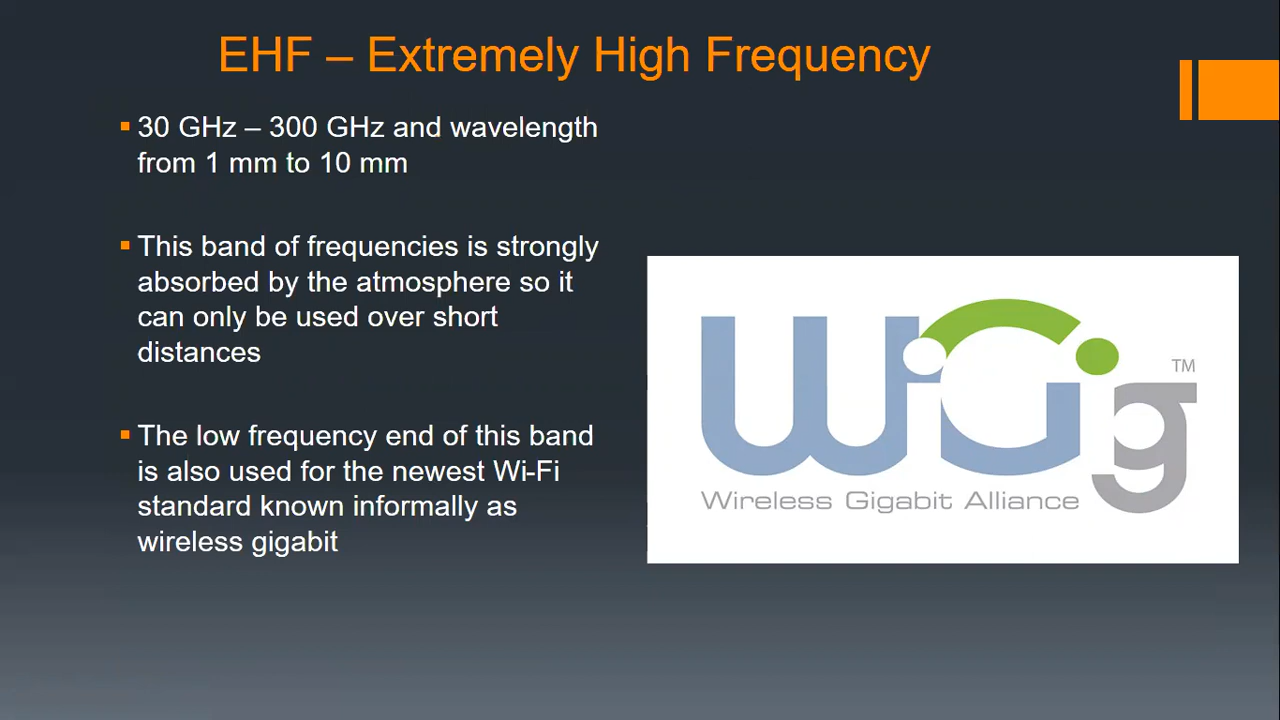 EHF – Extremely High Frequency
30 GHz – 300 GHz and wavelength
from 1 mm to 10 mm
This band of frequencies is strongly
absorbed by the atmosphere so it
can only be used over short
distances
The low frequency end of this band
is also used for the newest Wi-Fi
standard known informally as
wireless gigabit
WiGig TM
Wireless Gigabit Alliance